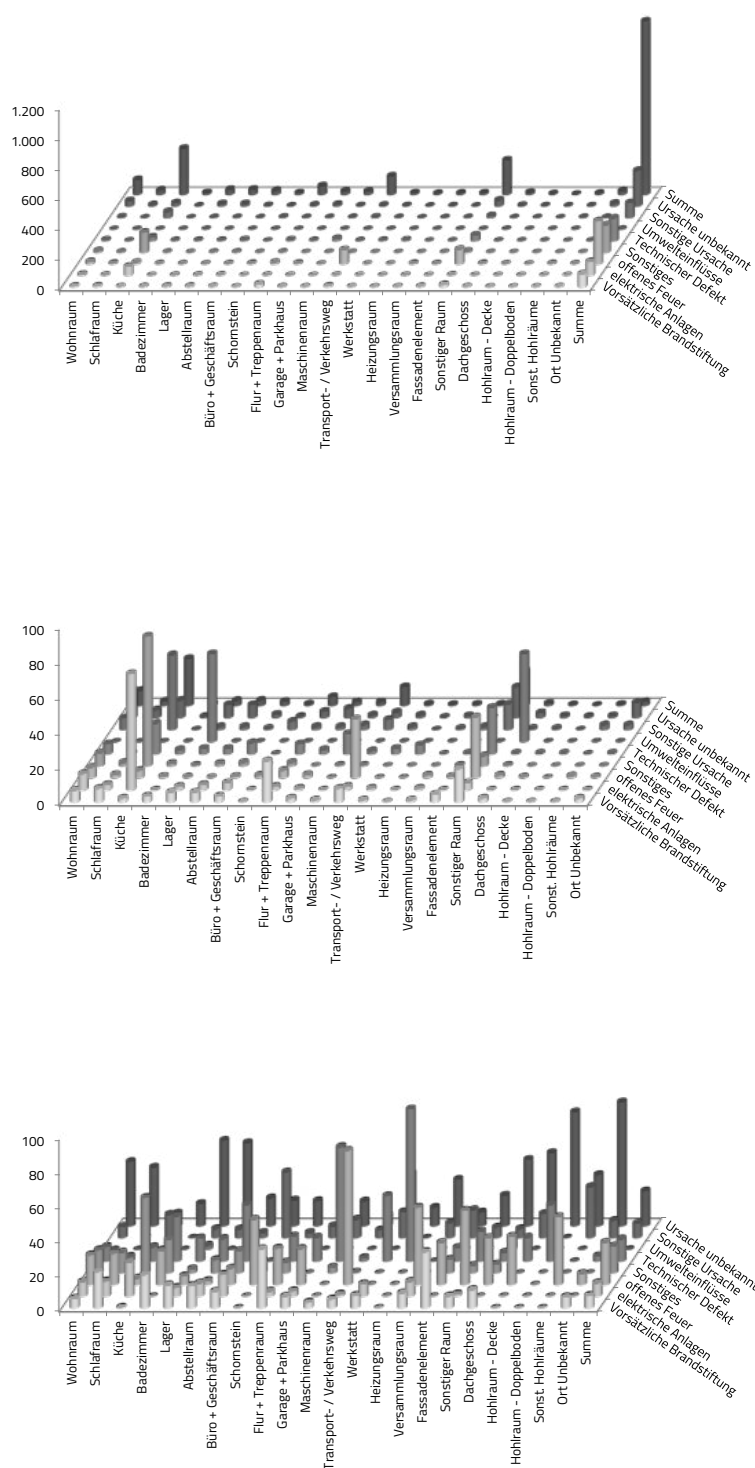 1.200
1.000
800
600
400
200
0
Summe
Ursache unbekannt
Sonstige Ursache
Umwelteinflüsse
Technischer Defekt
Sonstiges
offenes Feuer
elektrische Anlagen
Vorsätzliche Brandstiftung
Wohnraum
Schlafraum
Küche
Badezimmer
Lager
Abstellraum
Büro + Geschäftsraum
Schornstein
Flur + Treppenraum
Garage + Parkhaus
Maschinenraum
Transport- / Verkehrsweg
Werkstatt
Heizungsraum
Versammlungsraum
Fassadenelement
Sonstiger Raum
Dachgeschoss
Hohlraum - Decke
Hohlraum - Doppelboden
Sonst. Hohlräume
Ort Unbekannt
Summe
100
80
60
40
20
0
Summe
Ursache unbekannt
Sonstige Ursache
Umwelteinflüsse
Technischer Defekt
Sonstiges
offenes Feuer
elektrische Anlagen
Vorsätzliche Brandstiftung
Wohnraum
Schlafraum
Küche
Badezimmer
Lager
Abstellraum
Büro + Geschäftsraum
Schornstein
Flur + Treppenraum
Garage + Parkhaus
Maschinenraum
Transport- / Verkehrsweg
Werkstatt
Heizungsraum
Versammlungsraum
Fassadenelement
Sonstiger Raum
Dachgeschoss
Hohlraum - Decke
Hohlraum - Doppelboden
Sonst. Hohlräume
Ort Unbekannt
100
80
60
40
20
0
Ursache unbekannt
Sonstige Ursache
Umwelteinflüsse
Technischer Defekt
Sonstiges
offenes Feuer
elektrische Anlagen
Vorsätzliche Brandstiftung
Wohnraum
Schlafraum
Küche
Badezimmer
Lager
Abstellraum
Büro + Geschäftsraum
Schornstein
Flur + Treppenraum
Garage + Parkhaus
Maschinenraum
Transport- / Verkehrsweg
Werkstatt
Heizungsraum
Versammlungsraum
Fassadenelement
Sonstiger Raum
Dachgeschoss
Hohlraum - Decke
Hohlraum - Doppelboden
Sonst. Hohlräume
Ort Unbekannt
Summe